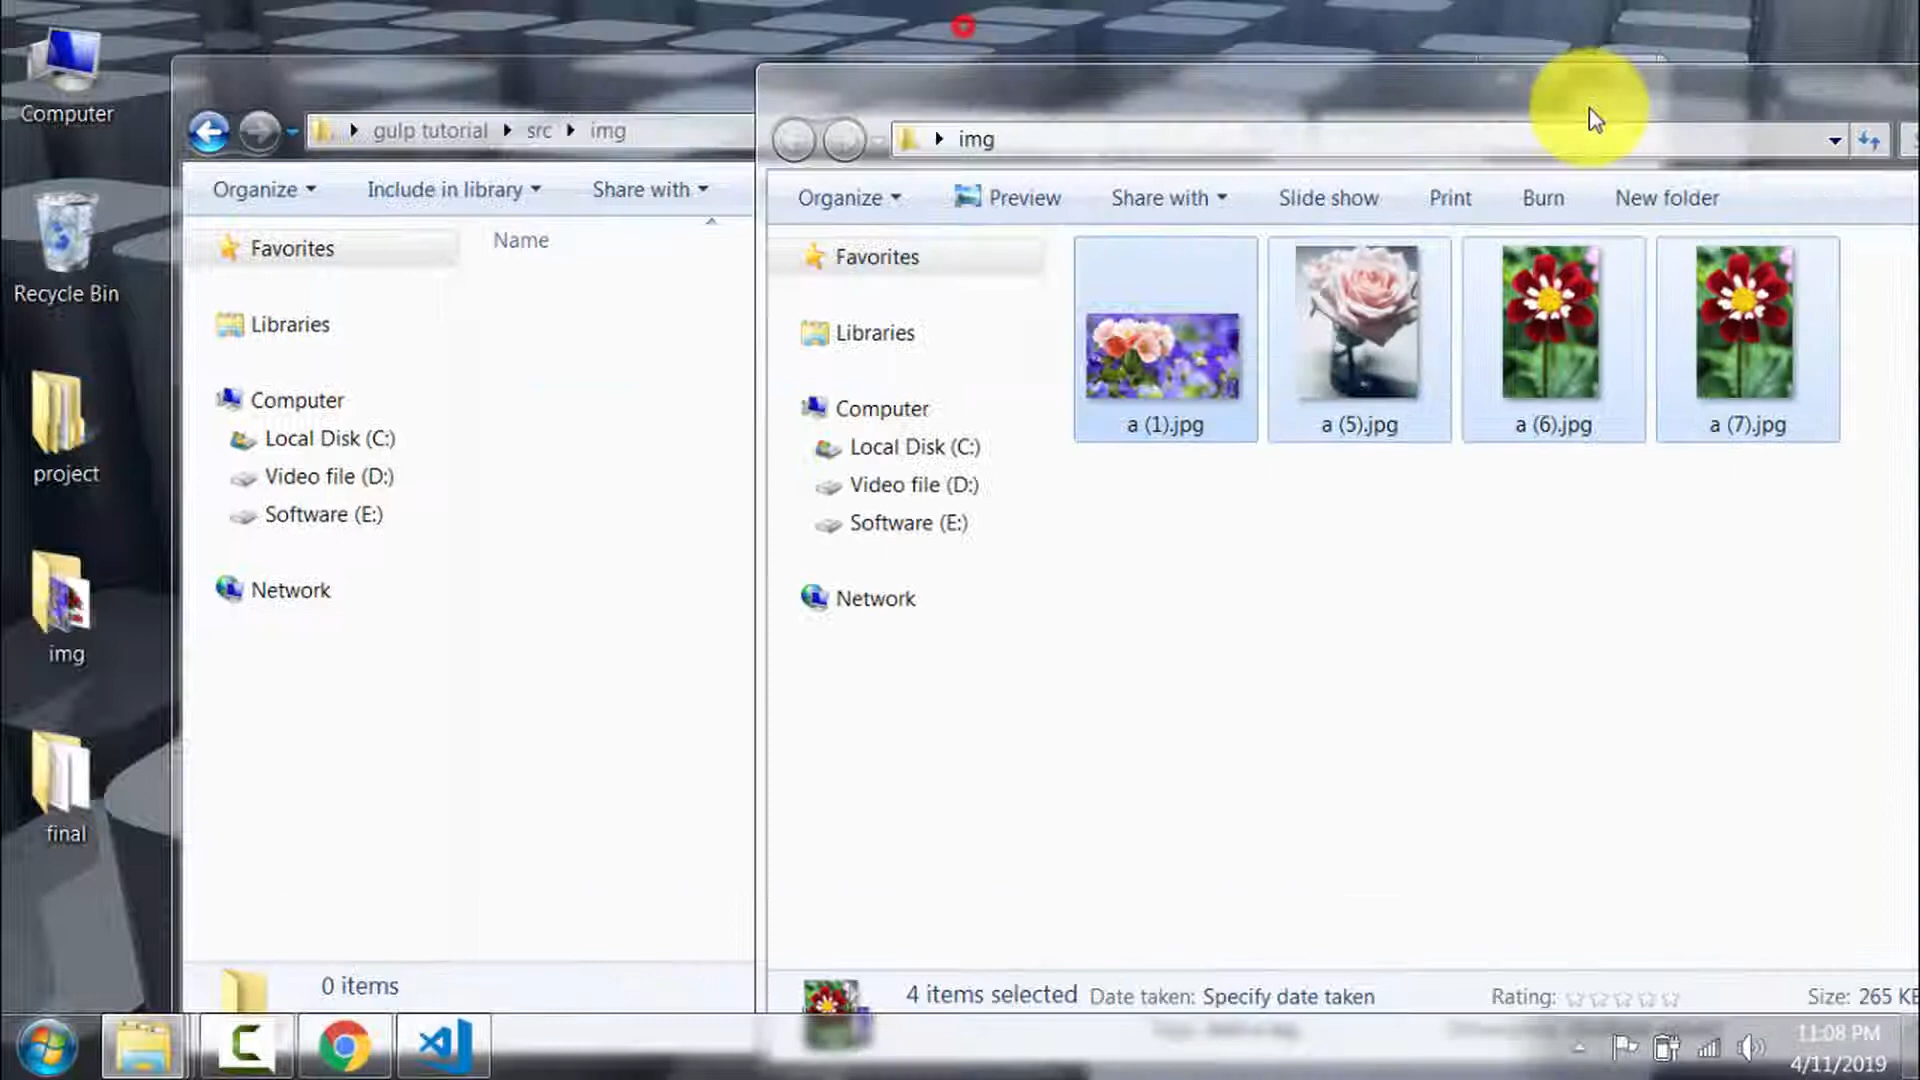 Computer
Recycle Bin
project
img
final
gulp tutorial src img
Organize Include in library Share with
Favorites
Name
Libraries
Computer
Local Disk (C:)
Video file (D:)
Software (E:)
Network
0 items
img
Organize Preview Share with Slide show Print Burn New folder
Favorites
Libraries
Computer
Local Disk (C:)
Video file (D:)
Software (E:)
Network
a (1).jpg a (5).jpg a (6).jpg a (7).jpg
4 items selected Date taken: Specify date taken Rating: Size: 265 KB
11:08 PM
4/11/2019